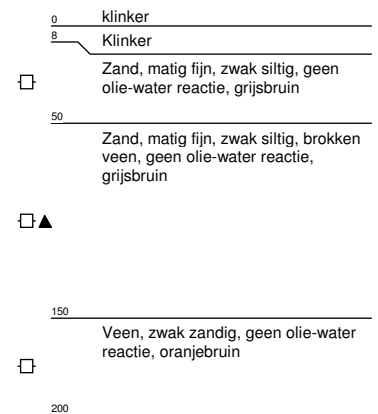 0 klinker
8 Klinker
Zand, matig fijn, zwak siltig, geen
olie-water reactie, grijsbruin
50
Zand, matig fijn, zwak siltig, brokken
veen, geen olie-water reactie,
grijsbruin
150
Veen, zwak zandig, geen olie-water
reactie, oranjebruin
200